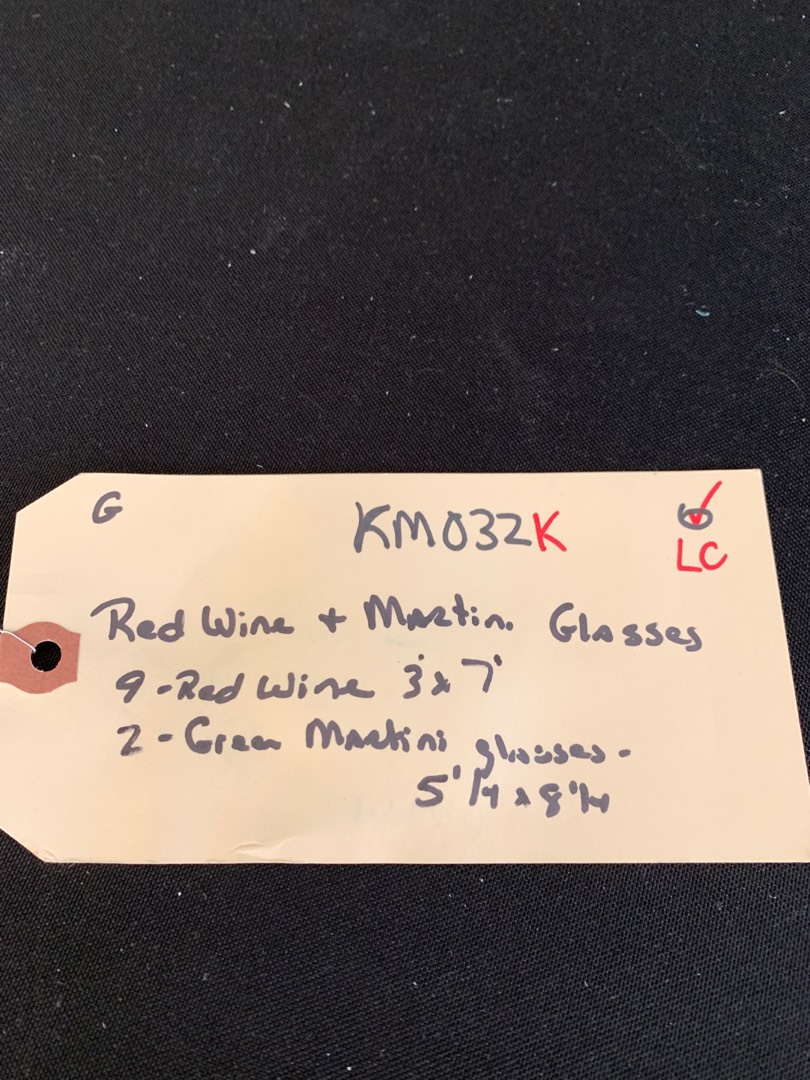 G KM032K
LC
Red Wine + Martini Glasses
9-Red Wine 3" x 7"
2-Green Martini glasses-
5" 1/4 x 8" 1/4